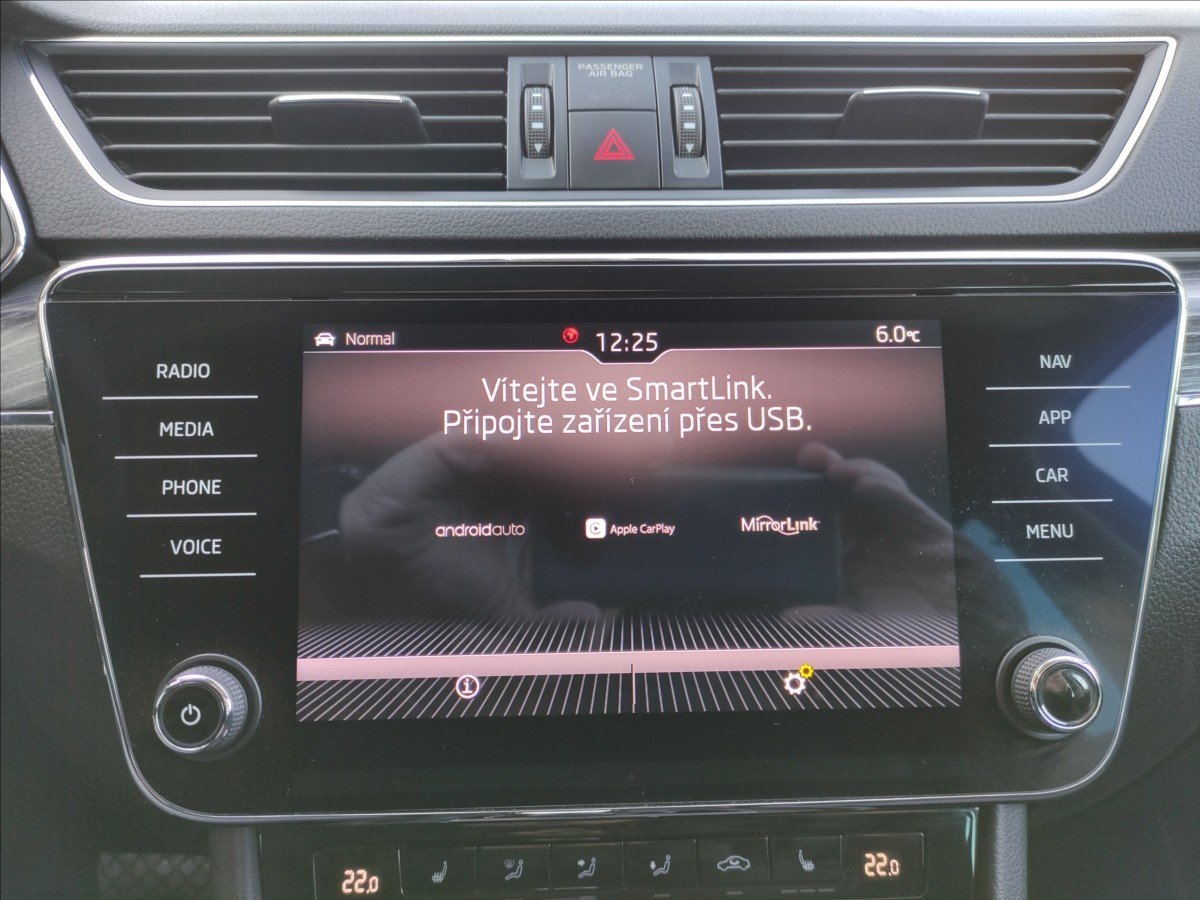 PASSENGER
AIR BAG
Normal
12:25
6.0°C
Vítejte ve SmartLink.
Připojte zařízení přes USB.
androidauto
Apple CarPlay
MirrorLink
RADIO
MEDIA
PHONE
VOICE
NAV
APP
CAR
MENU
22.0
22.0